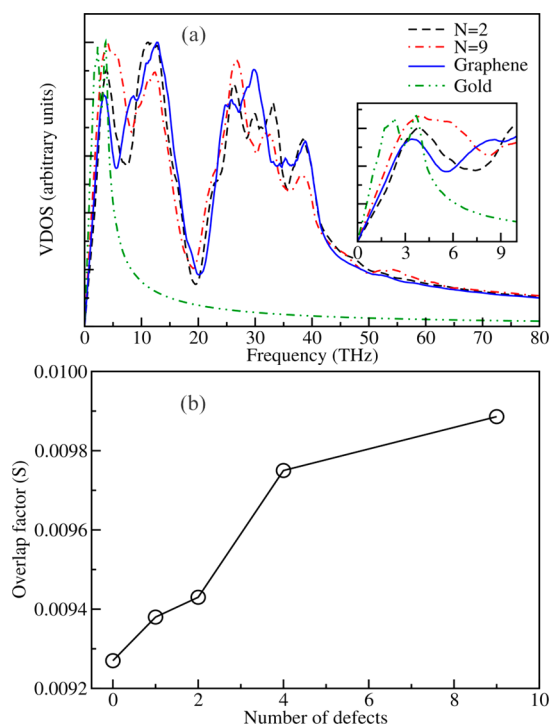 (a)
N=2
N=9
Graphene
Gold
VDOS (arbitrary units)
0 3 6 9
0 10 20 30 40 50 60 70 80
Frequency (THz)
(b)
0.0100
0.0098
0.0096
0.0094
0.0092
Overlap factor (S)
0 2 4 6 8 10
Number of defects